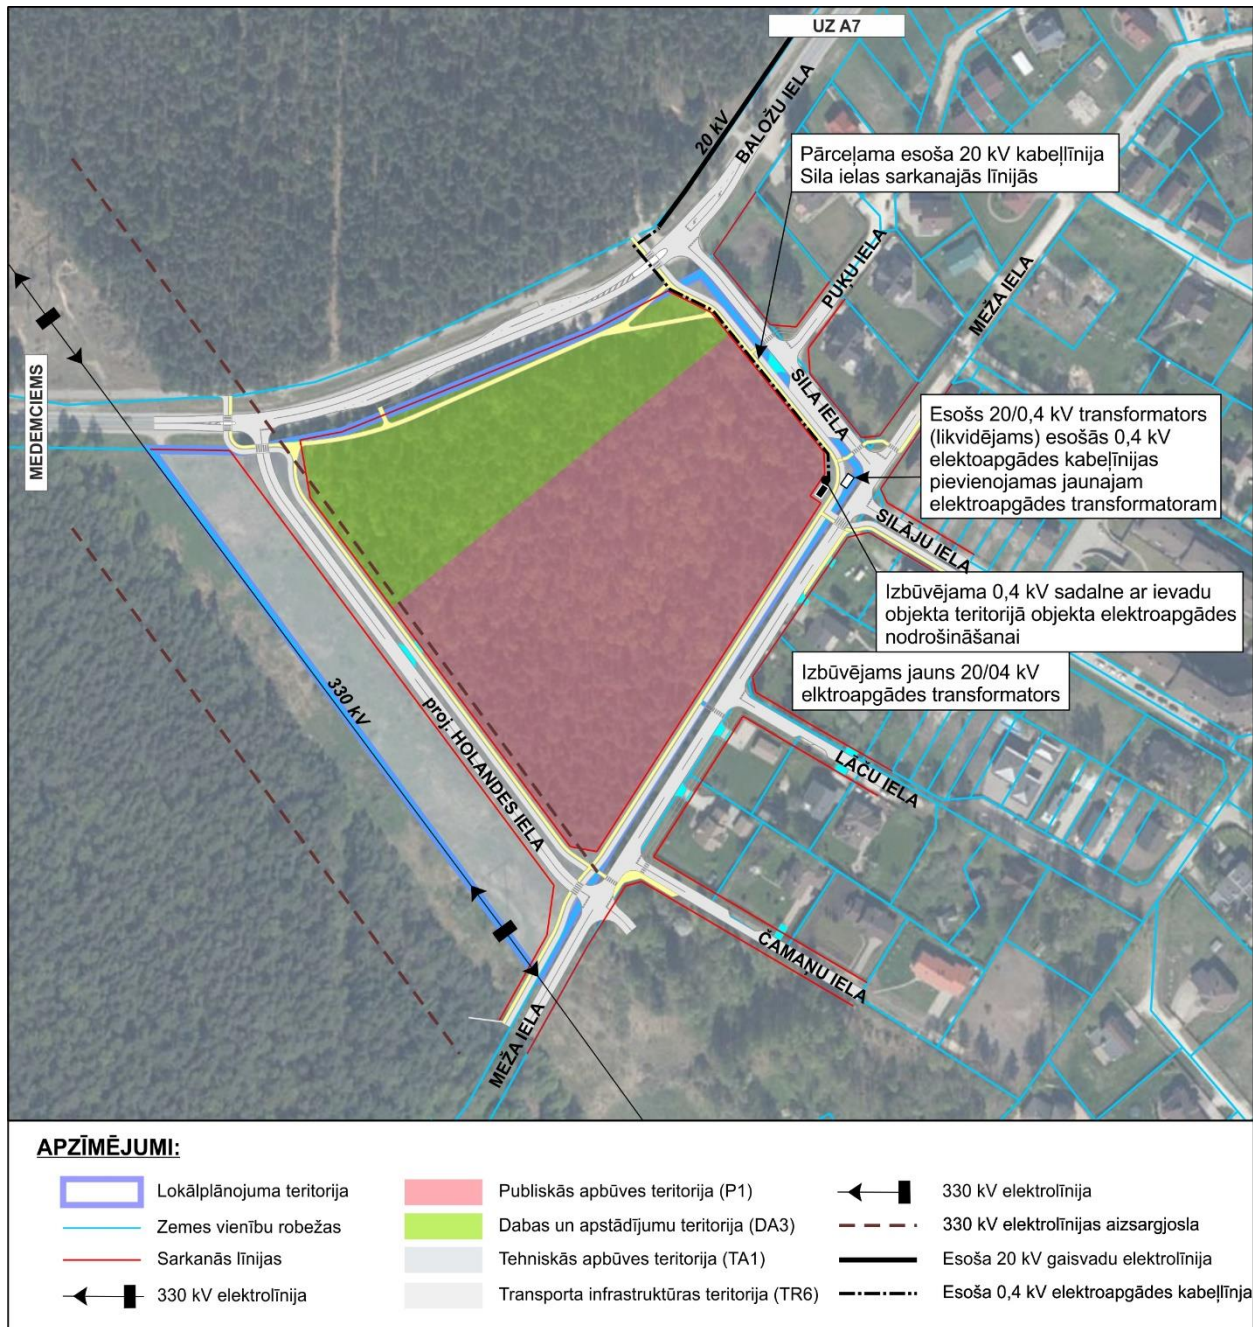 UZ A7
20 kV
BALOŽU IELA
Pārceļama esoša 20 kV kabeļlīnija
Sila ielas sarkanajās līnijās
PUKU IELA
MEŽA IELA
MEDEMCIEMS
SILA IELA
Esošs 20/0,4 kV transformators
(likvidējams) esošās 0,4 kV
elektoapgādes kabeļlīnijas
pievienojamas jaunajam
elektroapgādes transformatoram
SILĀJU IELA
Izbūvējama 0,4 kV sadalne ar ievadu
objekta teritorijā objekta elektroapgādes
nodrošināšanai
Izbūvējams jauns 20/04 kV
elktroapgādes transformators
330 kV
proj. HOLANDES IELA
LĀČU IELA
ČAMAŅU IELA
MEŽA IELA
APZĪMĒJUMI:
Lokālplānojuma teritorija
Zemes vienību robežas
Sarkanās līnijas
330 kV elektrolīnija
Publiskās apbūves teritorija (P1)
Dabas un apstādījumu teritorija (DA3)
Tehniskās apbūves teritorija (TA1)
Transporta infrastruktūras teritorija (TR6)
330 kV elektrolīnija
330 kV elektrolīnijas aizsargjosla
Esoša 20 kV gaisvadu elektrolīnija
Esoša 0,4 kV elektroapgādes kabeļlīnja